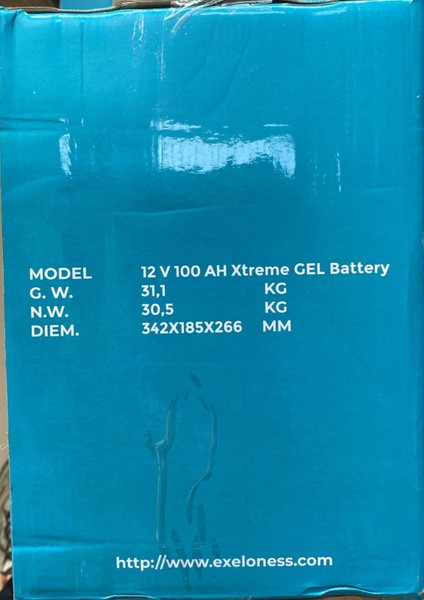 MODEL 12 V 100 AH Xtreme GEL Battery
G. W. 31,1 KG
N.W. 30,5 KG
DIEM. 342X185X266 MM
http://www.exeloness.com